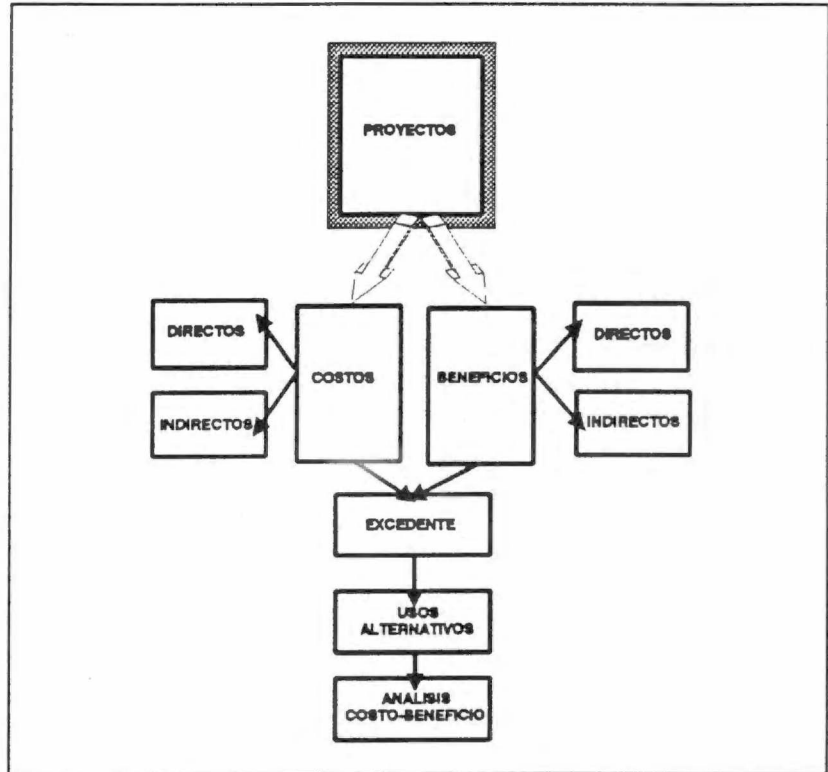 PROYECTOS
DIRECTOS
COSTOS
BENEFICIOS
DIRECTOS
INDIRECTOS
INDIRECTOS
EXCEDENTE
USOS
ALTERNATIVOS
ANALISIS
COSTO-BENEFICIO